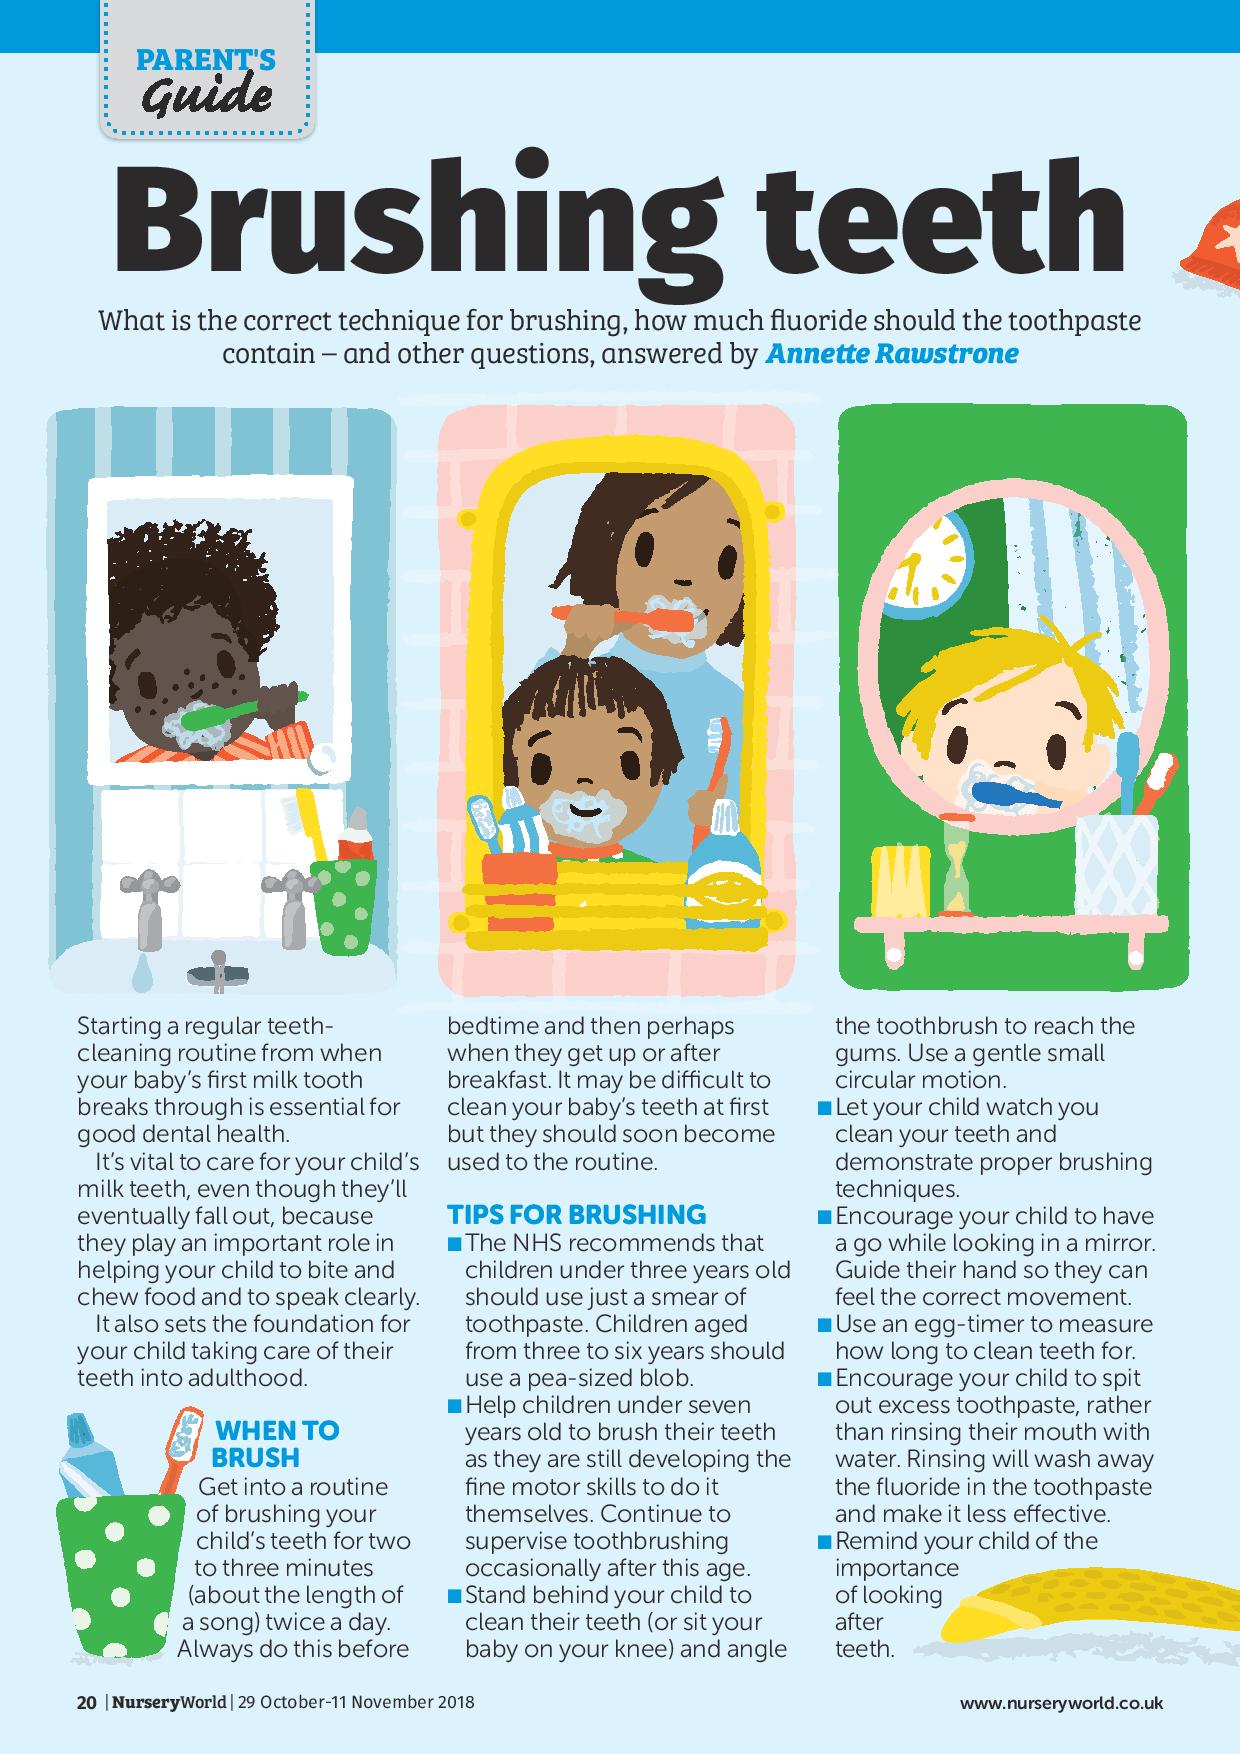 PARENT'S
Guide
Brushing teeth
What is the correct technique for brushing, how much fluoride should the toothpaste
contain – and other questions, answered by Annette Rawstrone
Starting a regular teeth-
cleaning routine from when
your baby's first milk tooth
breaks through is essential for
good dental health.
It's vital to care for your child's
milk teeth, even though they'll
eventually fall out, because
they play an important role in
helping your child to bite and
chew food and to speak clearly.
It also sets the foundation for
your child taking care of their
teeth into adulthood.
WHEN TO
BRUSH
Get into a routine
of brushing your
child's teeth for two
to three minutes
(about the length of
a song) twice a day.
Always do this before
bedtime and then perhaps
when they get up or after
breakfast. It may be difficult to
clean your baby's teeth at first
but they should soon become
used to the routine.
TIPS FOR BRUSHING
■ The NHS recommends that
children under three years old
should use just a smear of
toothpaste. Children aged
from three to six years should
use a pea-sized blob.
■ Help children under seven
years old to brush their teeth
as they are still developing the
fine motor skills to do it
themselves. Continue to
supervise toothbrushing
occasionally after this age.
■ Stand behind your child to
clean their teeth (or sit your
baby on your knee) and angle
the toothbrush to reach the
gums. Use a gentle small
circular motion.
■ Let your child watch you
clean your teeth and
demonstrate proper brushing
techniques.
■ Encourage your child to have
a go while looking in a mirror.
Guide their hand so they can
feel the correct movement.
■ Use an egg-timer to measure
how long to clean teeth for.
■ Encourage your child to spit
out excess toothpaste, rather
than rinsing their mouth with
water. Rinsing will wash away
the fluoride in the toothpaste
and make it less effective.
■ Remind your child of the
importance
of looking
after
teeth.
20 | NurseryWorld | 29 October-11 November 2018
www.nurseryworld.co.uk